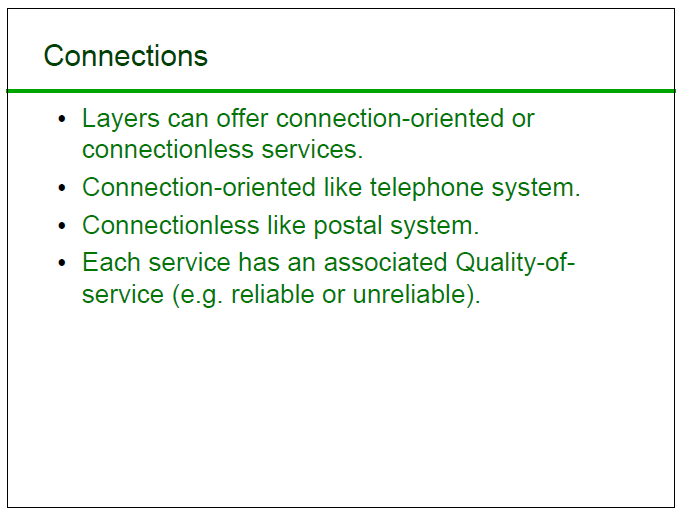 Connections
• Layers can offer connection-oriented or
connectionless services.
• Connection-oriented like telephone system.
• Connectionless like postal system.
• Each service has an associated Quality-of-
service (e.g. reliable or unreliable).